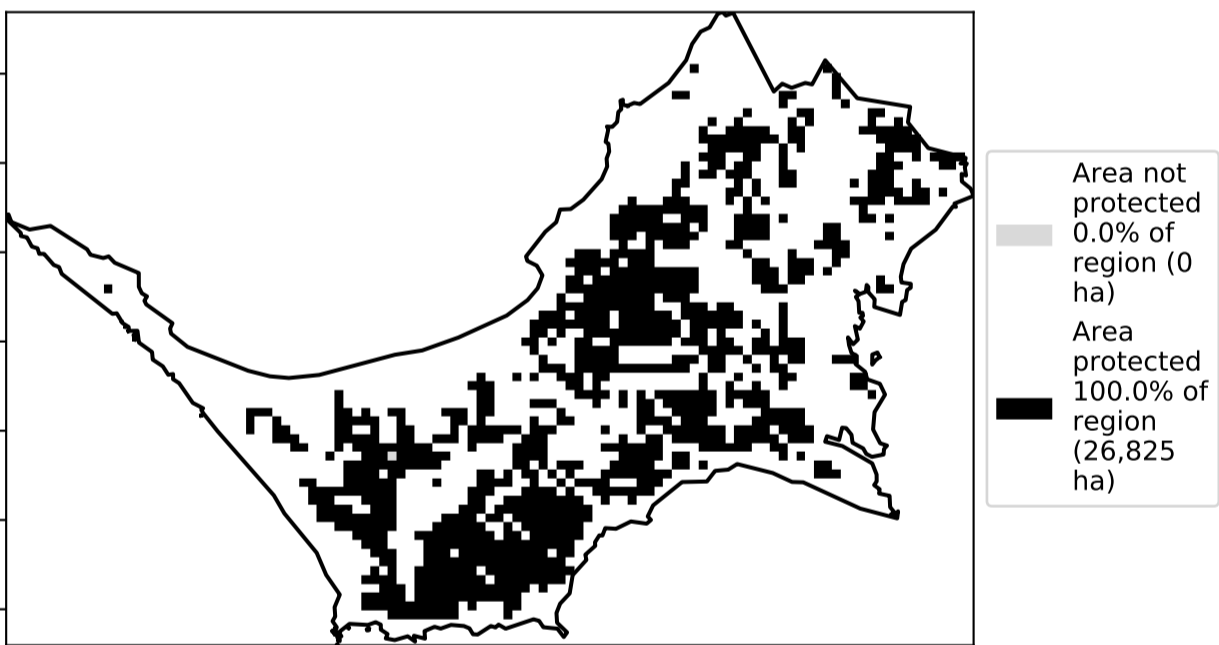 Area not
protected
0.0% of
region (0
ha)
Area
protected
100.0% of
region
(26,825
ha)